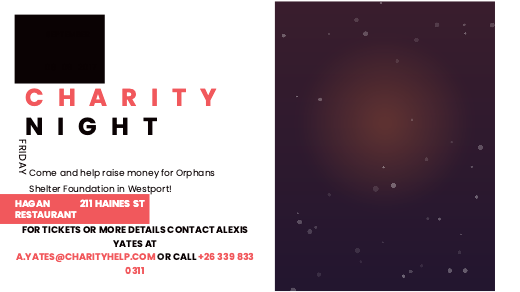 CHARITY
NIGHT
FRIDAY
Come and help raise money for Orphans
Shelter Foundation in Westport!
HAGAN
RESTAURANT
211 HAINES ST
FOR TICKETS OR MORE DETAILS CONTACT ALEXIS
YATES AT
A.YATES@CHARITYHELP.COM OR CALL +26 339 833
0311